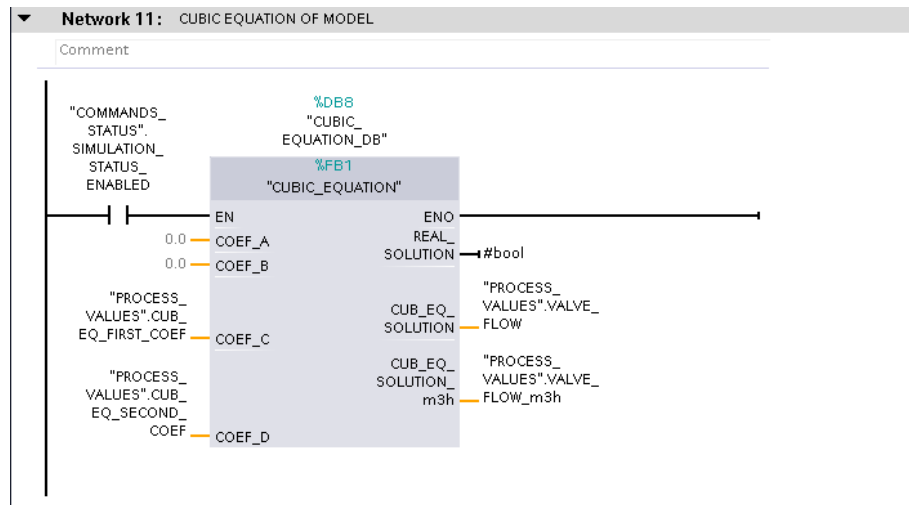 Network 11: CUBIC EQUATION OF MODEL
Comment
"COMMANDS_
STATUS".
SIMULATION_
STATUS_
ENABLED
%DB8
"CUBIC_
EQUATION_DB"
%FB1
"CUBIC_EQUATION"
EN
ENO
0.0
COEF_A
REAL_
SOLUTION
#bool
0.0
COEF_B
"PROCESS_
VALUES".CUB_
EQ_FIRST_COEF
COEF_C
CUB_EQ_
SOLUTION
"PROCESS_
VALUES".VALVE_
FLOW
"PROCESS_
VALUES".CUB_
EQ_SECOND_
COEF
COEF_D
CUB_EQ_
SOLUTION_
m3h
"PROCESS_
VALUES".VALVE_
FLOW_m3h